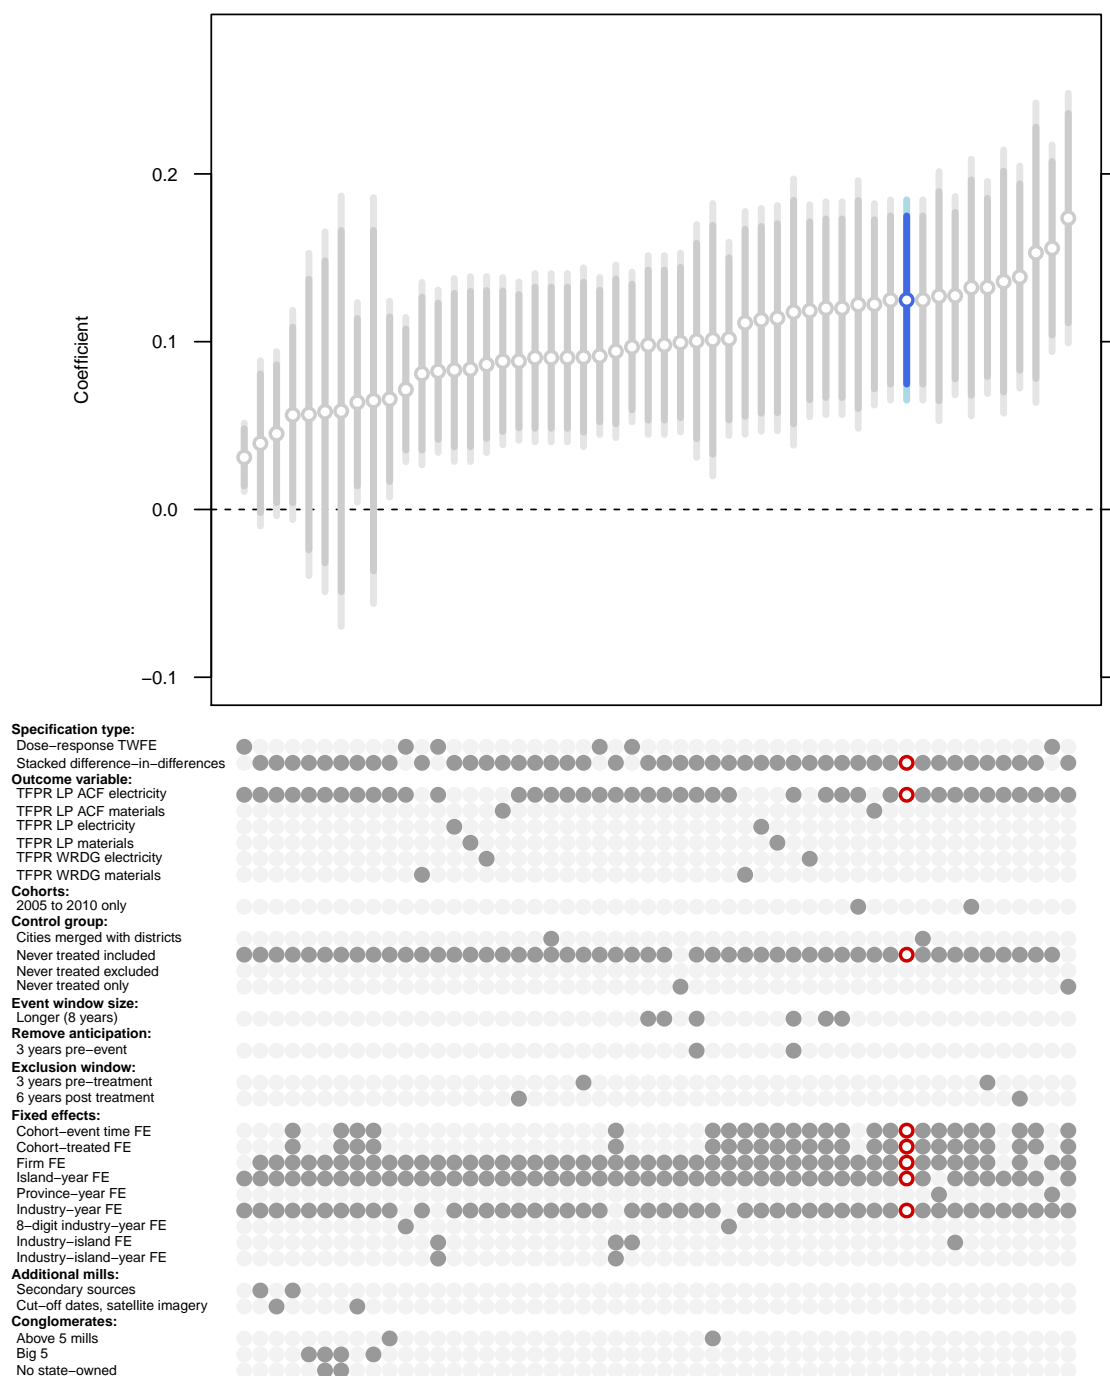 0.2
0.1
0.0
−0.1
Coefficient
Specification type:
Dose−response TWFE
Stacked difference−in−differences
Outcome variable:
TFPR LP ACF electricity
TFPR LP ACF materials
TFPR LP electricity
TFPR LP materials
TFPR WRDG electricity
TFPR WRDG materials
Cohorts:
2005 to 2010 only
Control group:
Cities merged with districts
Never treated included
Never treated excluded
Never treated only
Event window size:
Longer (8 years)
Remove anticipation:
3 years pre−event
Exclusion window:
3 years pre−treatment
6 years post treatment
Fixed effects:
Cohort−event time FE
Cohort−treated FE
Firm FE
Island−year FE
Province−year FE
Industry−year FE
8−digit industry−year FE
Industry−island FE
Industry−island−year FE
Additional mills:
Secondary sources
Cut−off dates, satellite imagery
Conglomerates:
Above 5 mills
Big 5
No state−owned